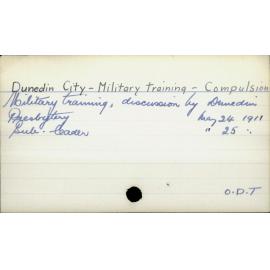 Dunedin City - Military Training - Compulsion
Military training, discussion by Dunedin
Presbytery May 24 1911
Sub-leader " 25 "
O.D.T